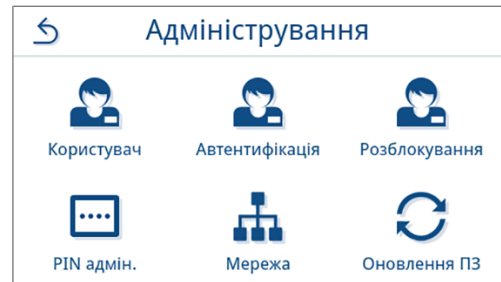 Адміністрування
Користувач Автентифікація Розблокування
PIN адмін. Мережа Оновлення ПЗ